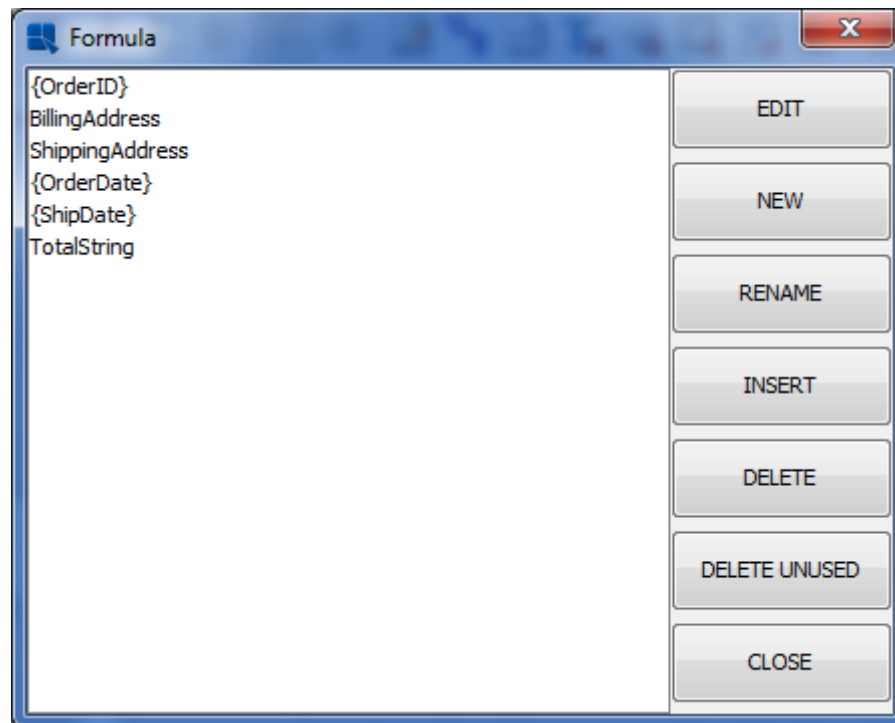 Formula
{OrderID}
BillingAddress
ShippingAddress
{OrderDate}
{ShipDate}
TotalString
EDIT
NEW
RENAME
INSERT
DELETE
DELETE UNUSED
CLOSE